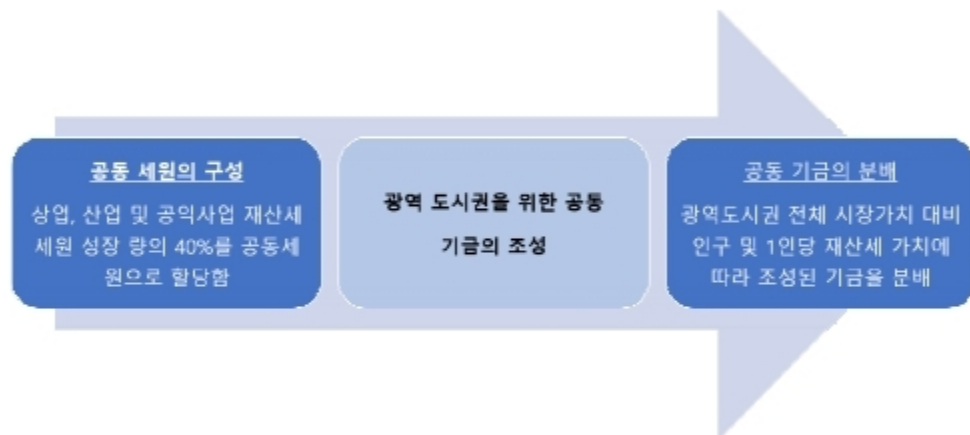 공동 세원의 구성
상업, 산업 및 공익사업 재산세
세원 성장 량의 40%를 공동세
원으로 할당함
광역 도시권을 위한 공동
기금의 조성
공동 기금의 분배
광역도시권 전체 시장가치 대비
인구 및 1인당 재산세 가치에
따라 조성된 기금을 분배